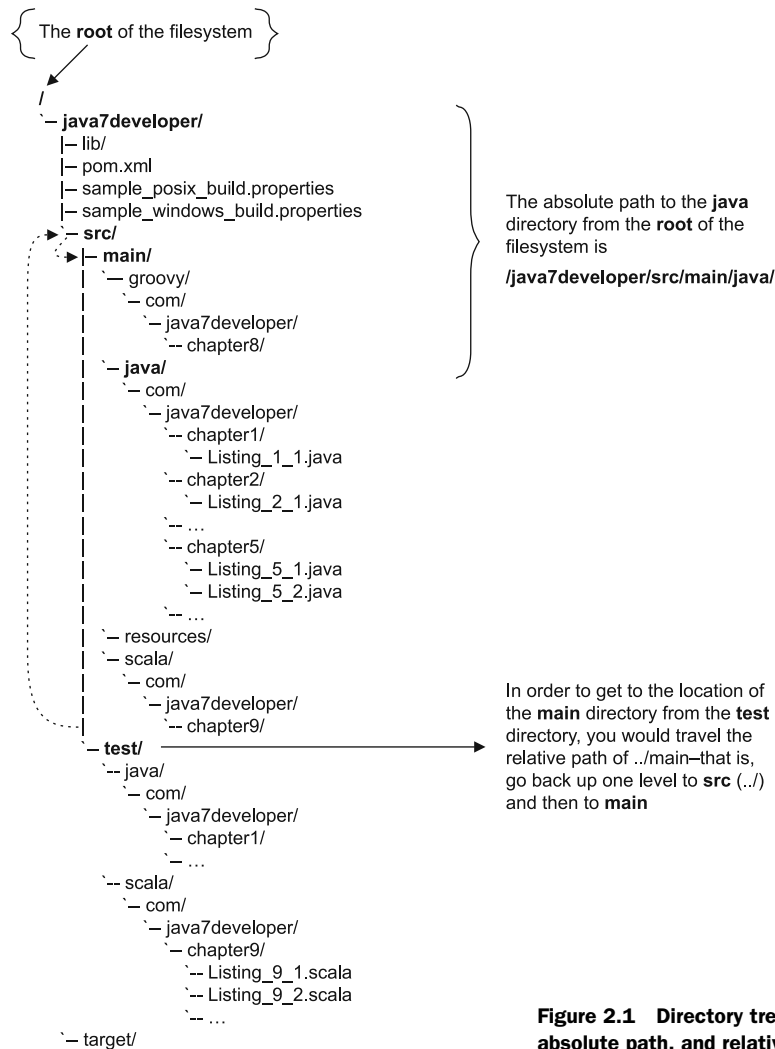 The root of the filesystem
/
`– java7developer/
|– lib/
|– pom.xml
|– sample_posix_build.properties
|– sample_windows_build.properties
`– src/
|– main/
`– groovy/
`– com/
`– java7developer/
`-- chapter8/
`– java/
`– com/
`– java7developer/
`-- chapter1/
`– Listing_1_1.java
`-- chapter2/
`– Listing_2_1.java
`-- ...
`-- chapter5/
`– Listing_5_1.java
`– Listing_5_2.java
`-- ...
`– resources/
`– scala/
`– com/
`– java7developer/
`-- chapter9/
`– test/
`-- java/
`– com/
`– java7developer/
`– chapter1/
`– ...
`-- scala/
`– com/
`– java7developer/
`– chapter9/
`-- Listing_9_1.scala
`-- Listing_9_2.scala
`-- ...
`– target/
The absolute path to the java
directory from the root of the
filesystem is
/java7developer/src/main/java/
In order to get to the location of
the main directory from the test
directory, you would travel the
relative path of ../main–that is,
go back up one level to src (../)
and then to main
Figure 2.1 Directory tre
absolute path, and relativ